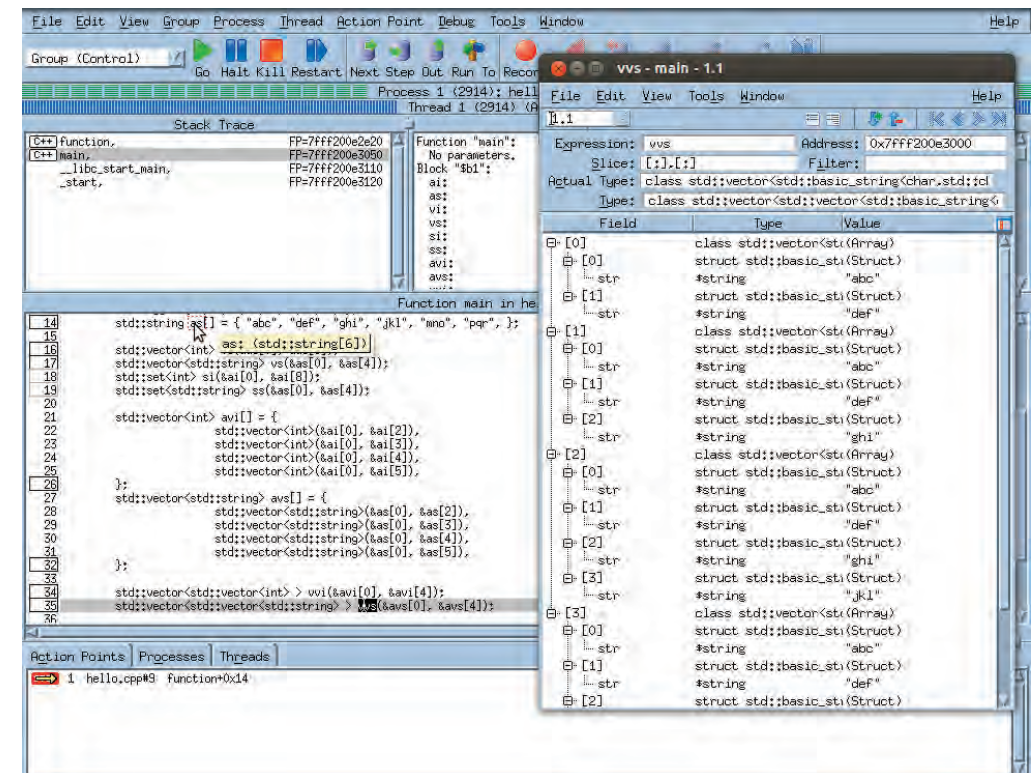 File Edit View Group Process Thread Action Point Debug Tools Window Help
Group (Control)
Go Halt Kill Restart Next Step Out Run To Recor
Process 1 (2914): hell
Thread 1 (2914) (A
Stack Trace
C++ function, FP=7fff200e2e20
C++ main, FP=7fff200e3050
__libc_start_main, FP=7fff200e3110
_start, FP=7fff200e3120
Function "main":
No parameters.
Block "$b1":
ai:
as:
vi:
vs:
si:
ss:
avi:
avs:
Function main in he
14 std::string as[] = { "abc", "def", "ghi", "jkl", "mno", "pqr", };
15
as: (std::string[6])
16 std::vector<int>
17 std::vector<std::string> vs(&as[0], &as[4]);
18 std::set<int> si(&ai[0], &ai[8]);
19 std::set<std::string> ss(&as[0], &as[4]);
20
21 std::vector<int> avi[] = {
22 std::vector<int>(&ai[0], &ai[2]),
23 std::vector<int>(&ai[0], &ai[3]),
24 std::vector<int>(&ai[0], &ai[4]),
25 std::vector<int>(&ai[0], &ai[5]),
26 };
27 std::vector<std::string> avs[] = {
28 std::vector<std::string>(&as[0], &as[2]),
29 std::vector<std::string>(&as[0], &as[3]),
30 std::vector<std::string>(&as[0], &as[4]),
31 std::vector<std::string>(&as[0], &as[5]),
32 };
33
34 std::vector<std::vector<int> > vvi(&avi[0], &avi[4]);
35 std::vector<std::vector<std::string> > vvs(&avs[0], &avs[4]);
36
Action Points Processes Threads
1 hello.cpp#9 function+0x14
vvs - main - 1.1
File Edit View Tools Window Help
1.1
Expression: vvs Address: 0x7fff200e3000
Slice: [:],[:] Filter:
Actual Type: class std::vector<std::basic_string<char,std::cl
Type: class std::vector<std::vector<std::basic_string<
Field Type Value
[0] class std::vector<st (Array)
[0] struct std::basic_st (Struct)
str $string "abc"
[1] struct std::basic_st (Struct)
str $string "def"
[1] class std::vector<st (Array)
[0] struct std::basic_st (Struct)
str $string "abc"
[1] struct std::basic_st (Struct)
str $string "def"
[2] struct std::basic_st (Struct)
str $string "ghi"
[2] class std::vector<st (Array)
[0] struct std::basic_st (Struct)
str $string "abc"
[1] struct std::basic_st (Struct)
str $string "def"
[2] struct std::basic_st (Struct)
str $string "ghi"
[3] struct std::basic_st (Struct)
str $string "jkl"
[3] class std::vector<st (Array)
[0] struct std::basic_st (Struct)
str $string "abc"
[1] struct std::basic_st (Struct)
str $string "def"
[2] struct std::basic_st (Struct)